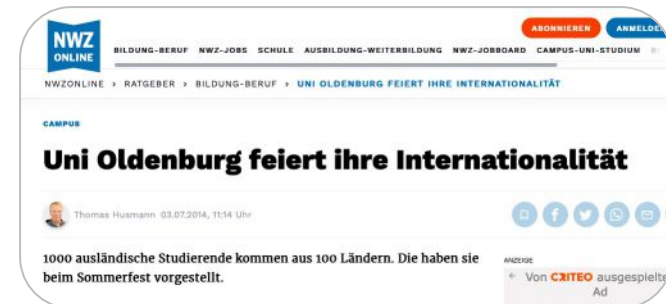 ABONNIEREN ANMELDE
NWZ
ONLINE
BILDUNG-BERUF NWZ-JOBS SCHULE AUSBILDUNG-WEITERBILDUNG NWZ-JOBBOARD CAMPUS-UNI-STUDIUM
NWZONLINE > RATGEBER > BILDUNG-BERUF > UNI OLDENBURG FEIERT IHRE INTERNATIONALITÄT
CAMPUS
Uni Oldenburg feiert ihre Internationalität
Thomas Husmann 03.07.2014, 11:14 Uhr
1000 ausländische Studierende kommen aus 100 Ländern. Die haben sie
beim Sommerfest vorgestellt.
ANZEIGE
Von CRITEO ausgespielte
Ad